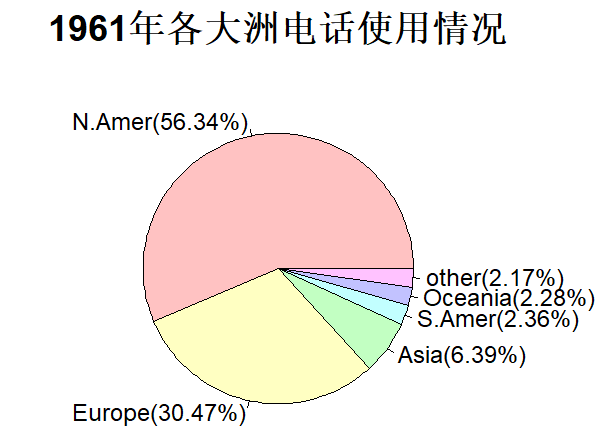 1961年各大洲电话使用情况
N.Amer(56.34%)
other(2.17%)
Oceania(2.28%)
S.Amer(2.36%)
Asia(6.39%)
Europe(30.47%)